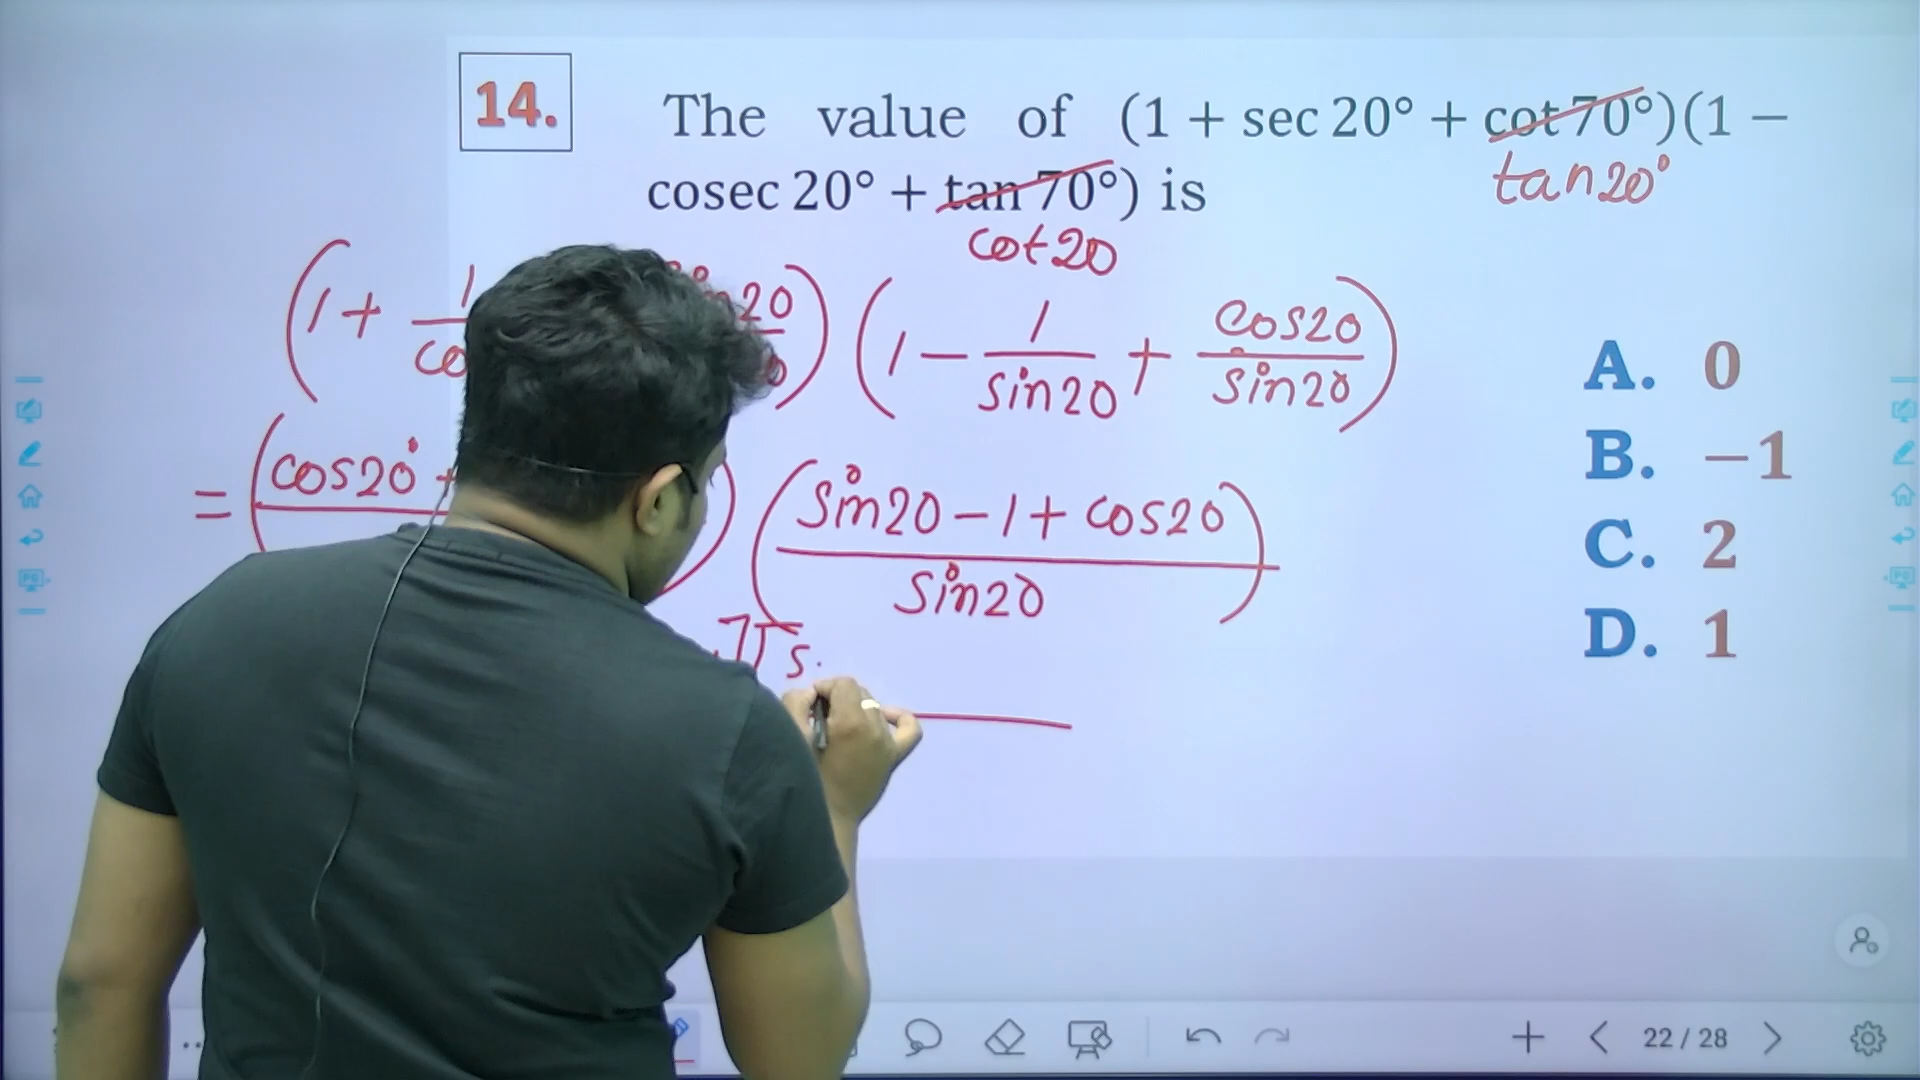 14.
The value of (1 + sec 20° + cot 70°)(1 −
cosec 20° + tan 70°) is
tan20°
cot20
(1 + 1 20) (1 − 1/sin20 + cos20/sin20)
A. 0
B. −1
C. 2
D. 1
= (cos20° + ) (sin20 − 1 + cos20 / sin20)
22 / 28